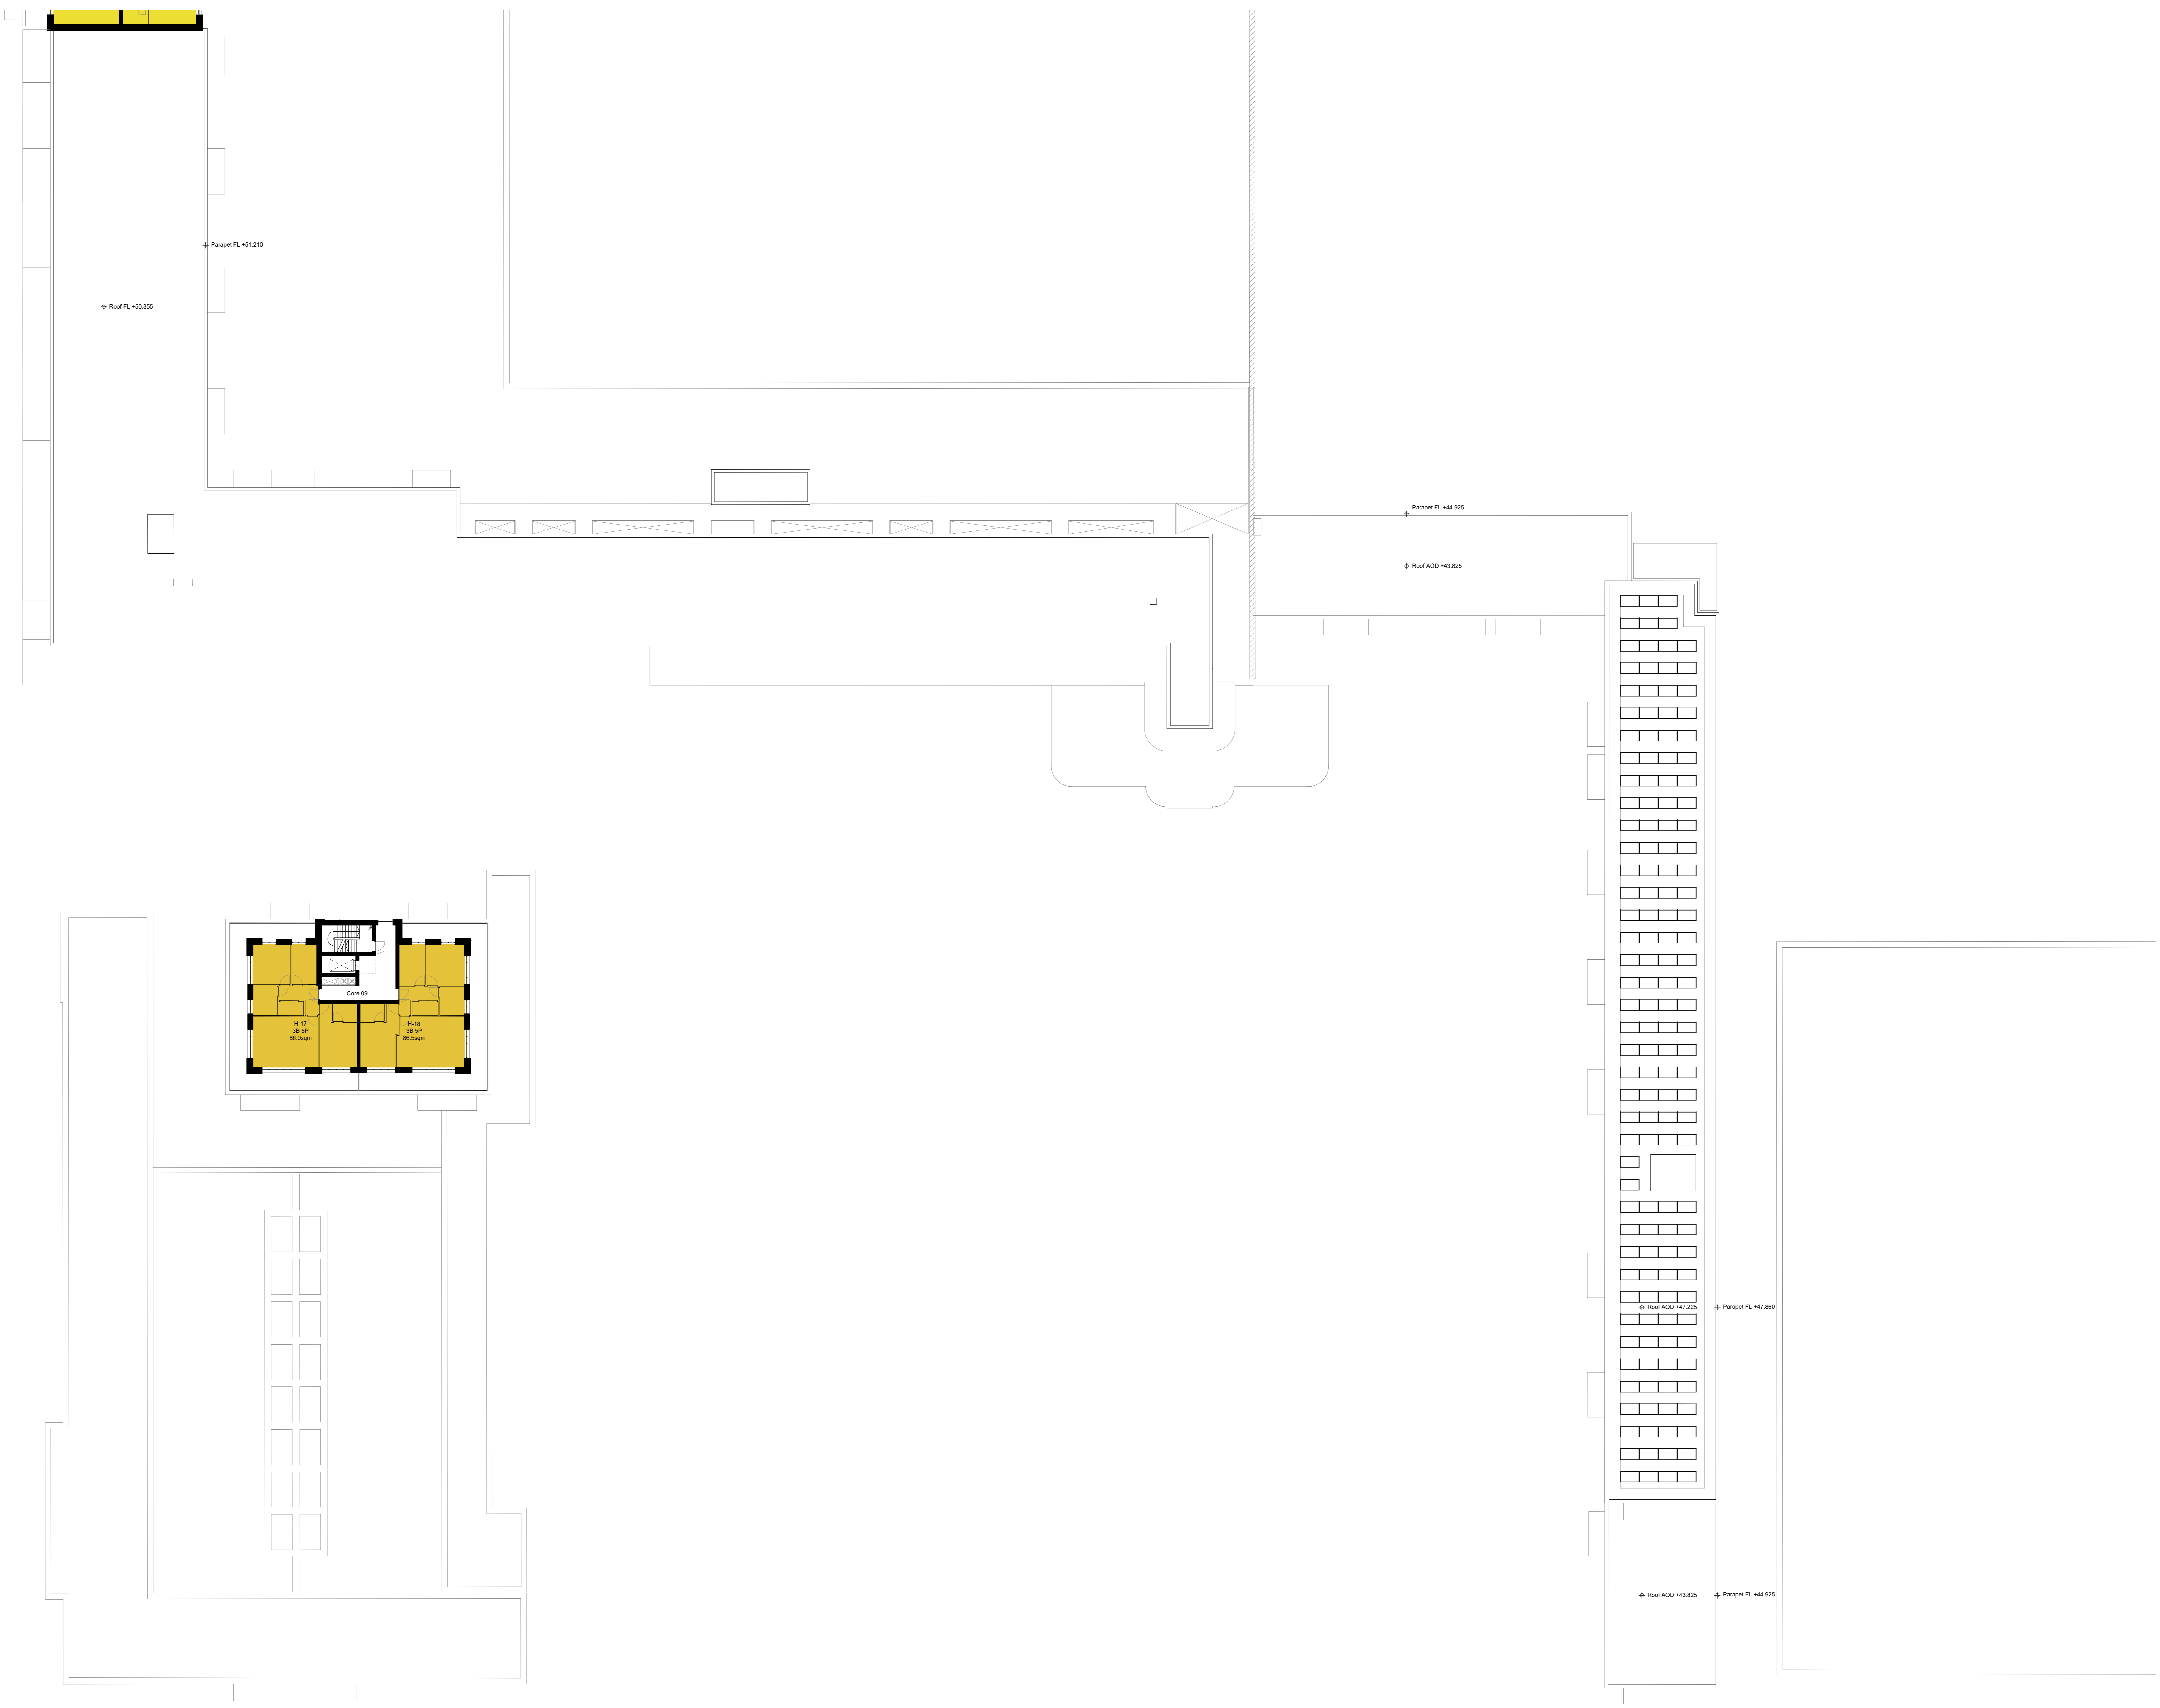 Parapet FL +51.210
Roof FL +50.855
Parapet FL +44.925
Roof AOD +43.825
Core 09
H-17
3B 5P
86.0sqm
H-18
3B 5P
86.5sqm
Roof AOD +47.225
Parapet FL +47.860
Roof AOD +43.825
Parapet FL +44.925